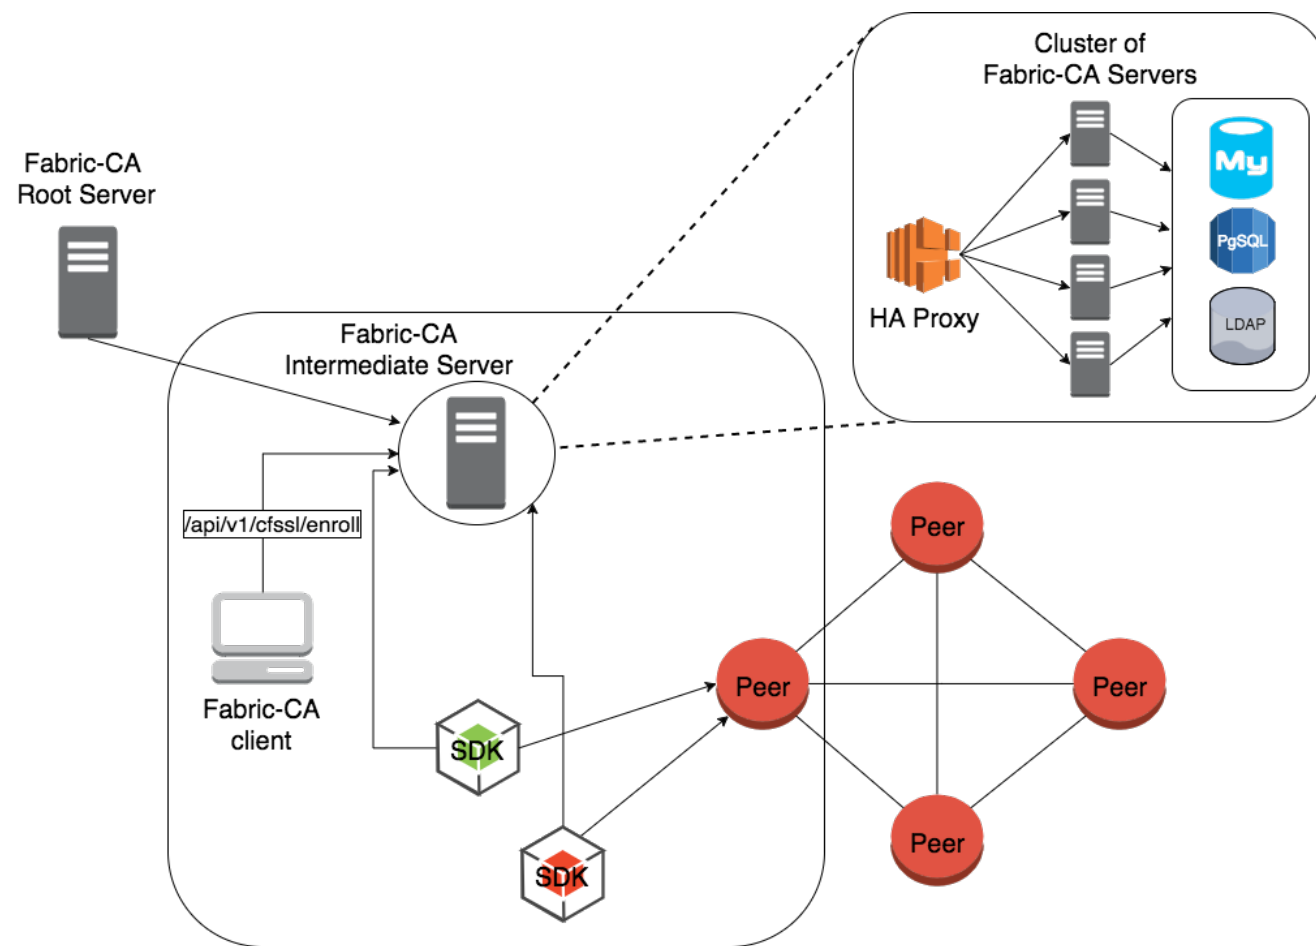 Cluster of
Fabric-CA Servers
My
PgSQL
LDAP
HA Proxy
Fabric-CA
Root Server
Fabric-CA
Intermediate Server
/api/v1/cfssl/enroll
Fabric-CA
client
SDK
SDK
Peer
Peer
Peer
Peer